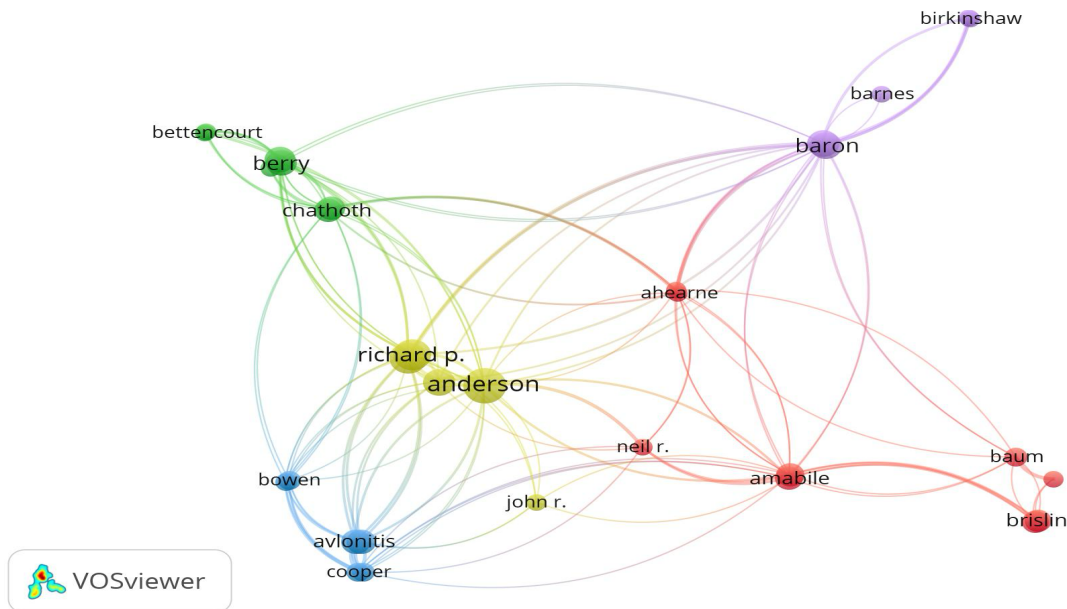 birkinshaw
barnes
bettencourt
baron
berry
chathoth
ahearne
richard p.
anderson
neil r.
baum
amabile
bowen
john r.
brislin
avlonitis
cooper
VOSviewer